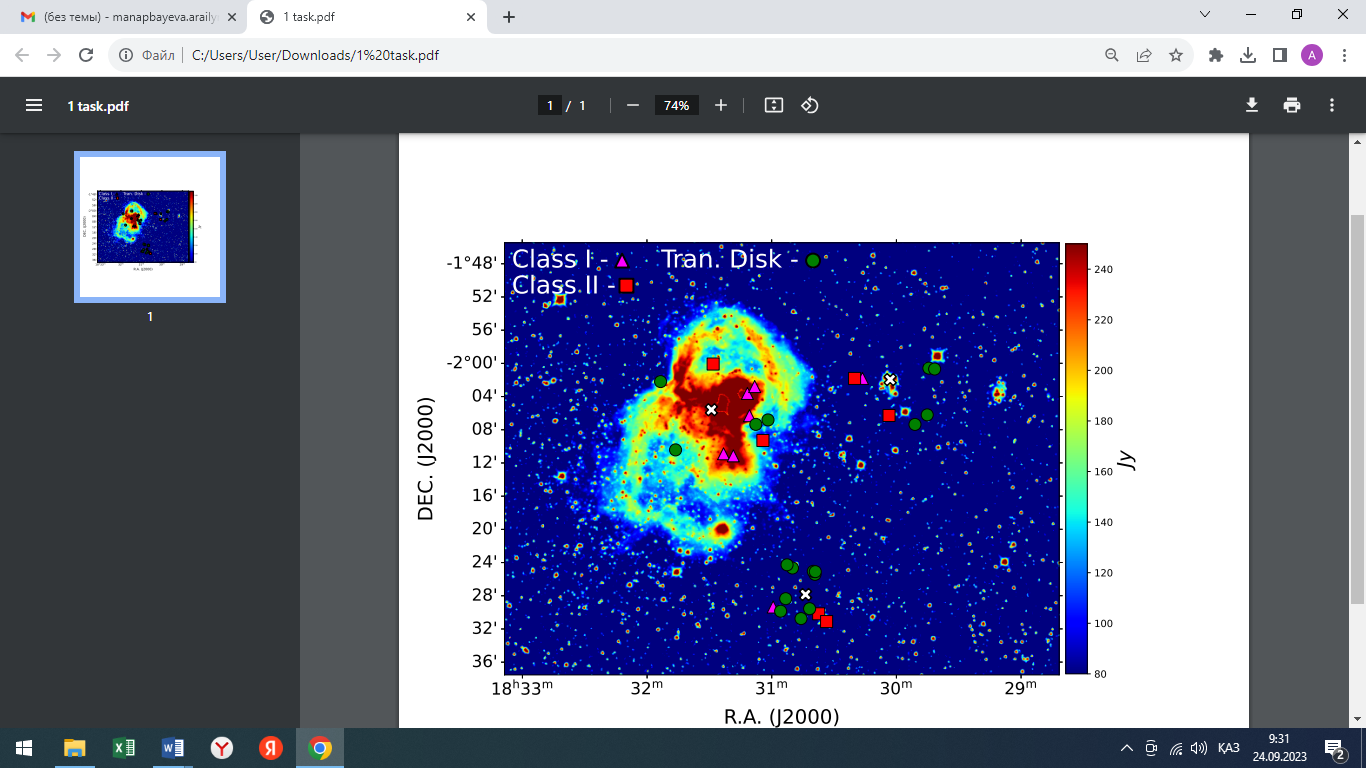 (без темы) - manapbayeva.araily
1 task.pdf
Файл
C:/Users/User/Downloads/1%20task.pdf
A
1 task.pdf
1 / 1
74%
1
Class I -
Tran. Disk -
Class II -
-1°48'
52'
56'
-2°00'
04'
08'
12'
16'
20'
24'
28'
32'
36'
DEC. (J2000)
18h33m
32m
31m
30m
29m
R.A. (J2000)
240
220
200
180
160
140
120
100
80
Jy
ҚАЗ
9:31
24.09.2023
2